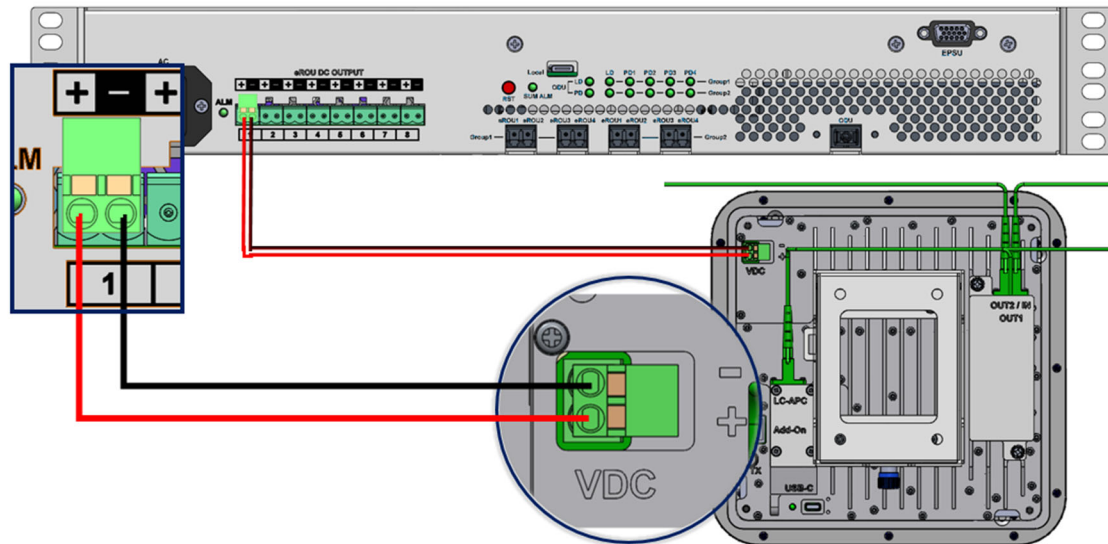 EPSU
AC
eROU DC OUTPUT
+ - + - + - + - + - + - + - + -
ALM
2 3 4 5 6 7 8
Local
RST
SUM ALM
ODU
LD
PD
LD PD1 PD2 PD3 PD4
Group1
Group2
eROU1 eROU2 eROU3 eROU4 eROU1 eROU2 eROU3 eROU4
Group1
Group2
ODU
+ - +
LM
1
VDC
- +
OUT2 / IN
OUT1
LC-APC
Add-On
TX
USB-C
-
+
VDC